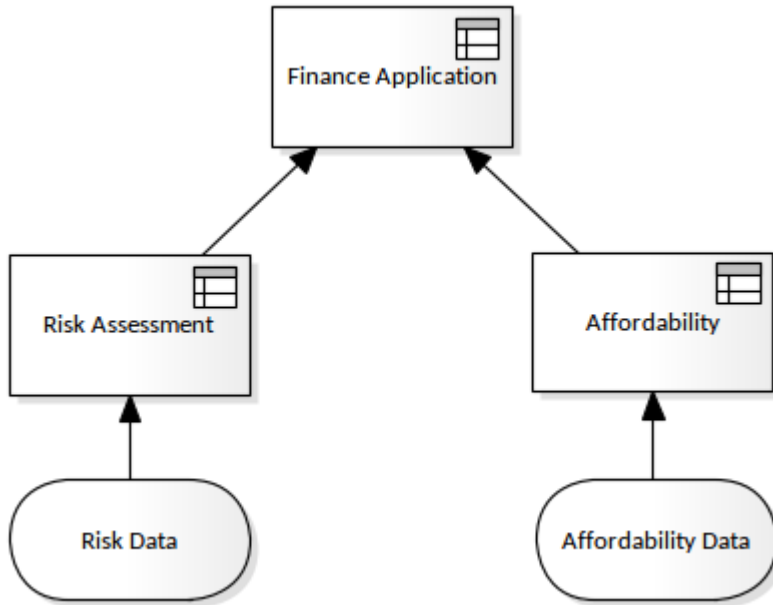 Finance Application
Risk Assessment
Affordability
Risk Data
Affordability Data